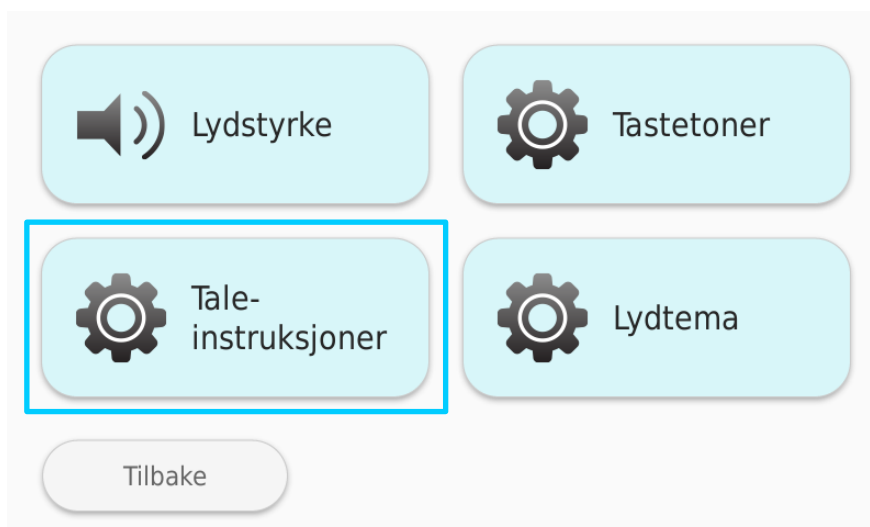 Lydstyrke
Tastetoner
Tale-
instruksjoner
Lydtema
Tilbake